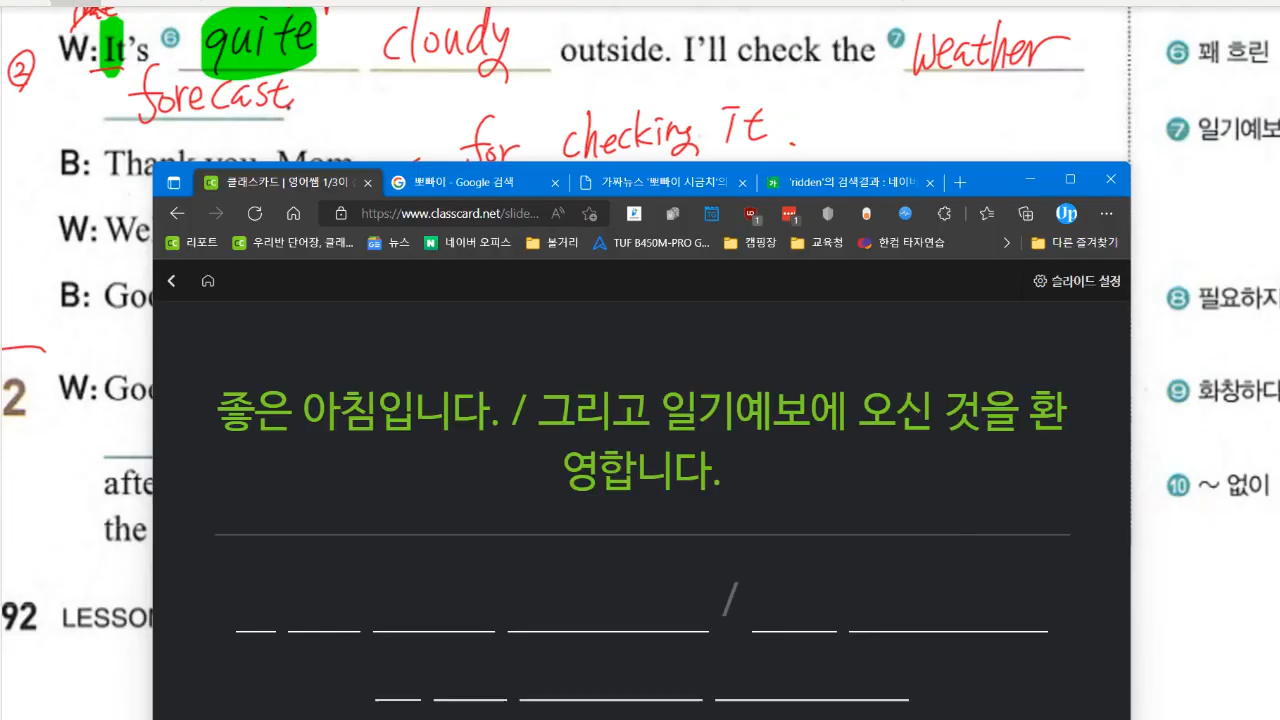 ② W: It's ⑥ quite cloudy outside. I'll check the ⑦ weather
forecast.
for checking it.
B: Thank you, Mom
W: We
B: Goo
2 W: Goo
afte
the
92 LESSON
⑥ 꽤 흐린
⑦ 일기예보
⑧ 필요하지
⑨ 화창하다
⑩ ~ 없이
클래스카드 | 영어쌤 1/3이
뽀빠이 - Google 검색
가짜뉴스 '뽀빠이 시금치'의
'ridden'의 검색결과 : 네이버
https://www.classcard.net/slide...
리포트
우리반 단어장, 클래...
뉴스
네이버 오피스
볼거리
TUF B450M-PRO G...
캠핑장
교육청
한컴 타자연습
다른 즐겨찾기
슬라이드 설정
좋은 아침입니다. / 그리고 일기예보에 오신 것을 환
영합니다.
/